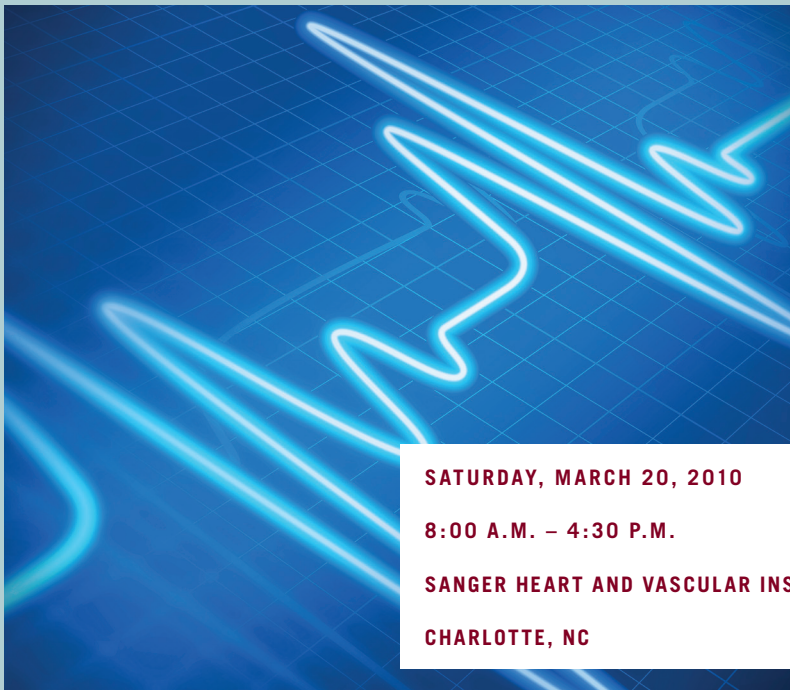 SATURDAY, MARCH 20, 2010
8:00 A.M. – 4:30 P.M.
SANGER HEART AND VASCULAR INS
CHARLOTTE, NC